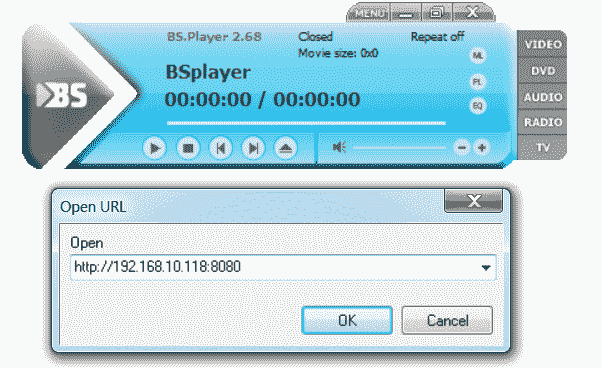 MENU
BS.Player 2.68 Closed Repeat off
Movie size: 0x0
BSplayer
00:00:00 / 00:00:00
ML
PL
EQ
VIDEO
DVD
AUDIO
RADIO
TV
BS
Open URL
Open
http://192.168.10.118:8080
OK Cancel